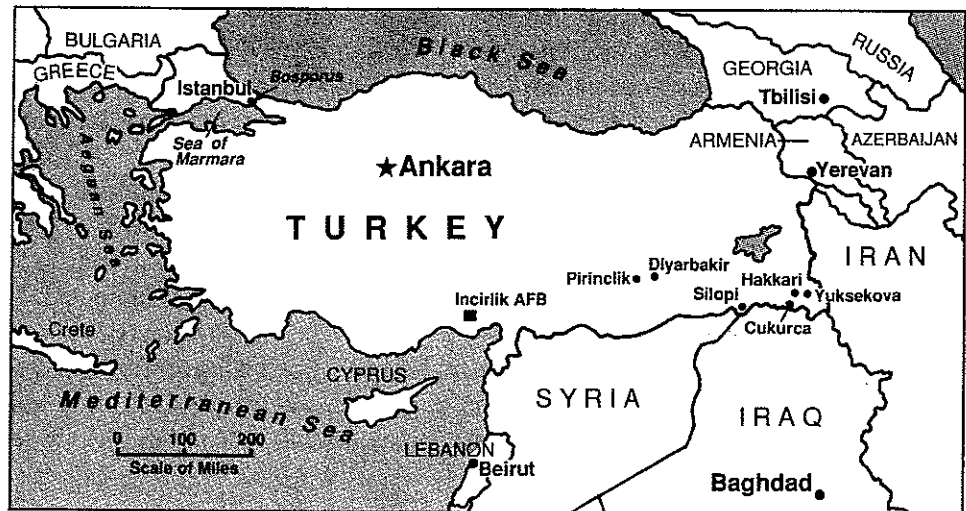 BULGARIA
GREECE
Istanbul
Bosporus
Sea of
Marmara
Black Sea
GEORGIA
RUSSIA
Tbilisi
ARMENIA
AZERBAIJAN
Yerevan
Aegean Sea
Ankara
TURKEY
IRAN
Pirinclik
Diyarbakir
Hakkari
Silopi
Yuksekova
Cukurca
Incirlik AFB
Crete
CYPRUS
SYRIA
IRAQ
Mediterranean Sea
0 100 200
Scale of Miles
LEBANON
Beirut
Baghdad